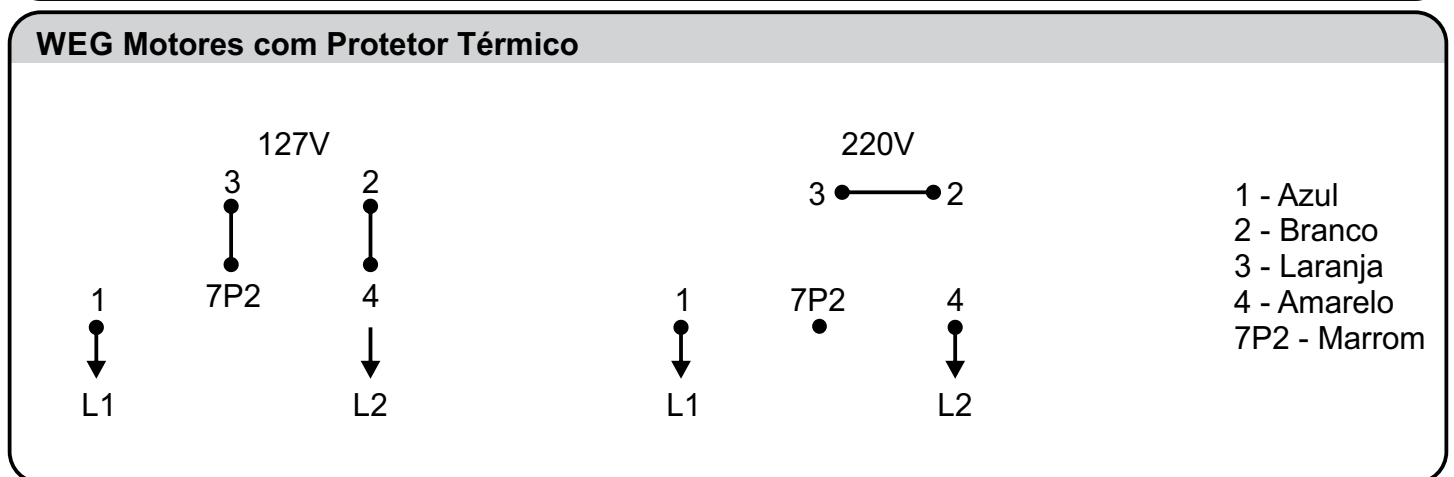 WEG Motores com Protetor Térmico
127V
3 2
7P2 4
1
L1 L2
220V
3 2
1 7P2 4
L1 L2
1 - Azul
2 - Branco
3 - Laranja
4 - Amarelo
7P2 - Marrom